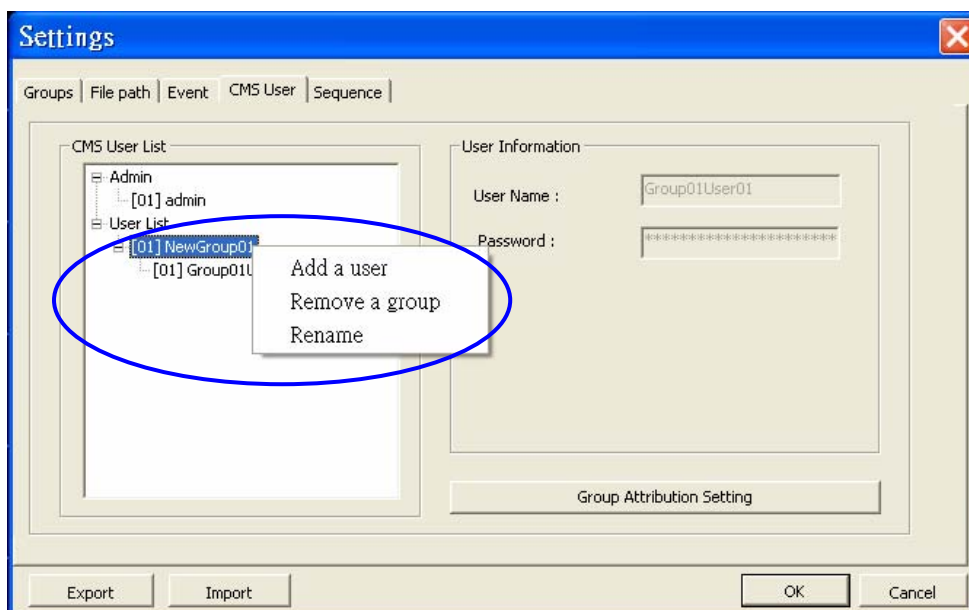 Settings
Groups File path Event CMS User Sequence
CMS User List
Admin
[01] admin
User List
[01] NewGroup01
[01] Group01U
Add a user
Remove a group
Rename
User Information
User Name :
Group01User01
Password :
**********************
Group Attribution Setting
Export Import OK Cancel